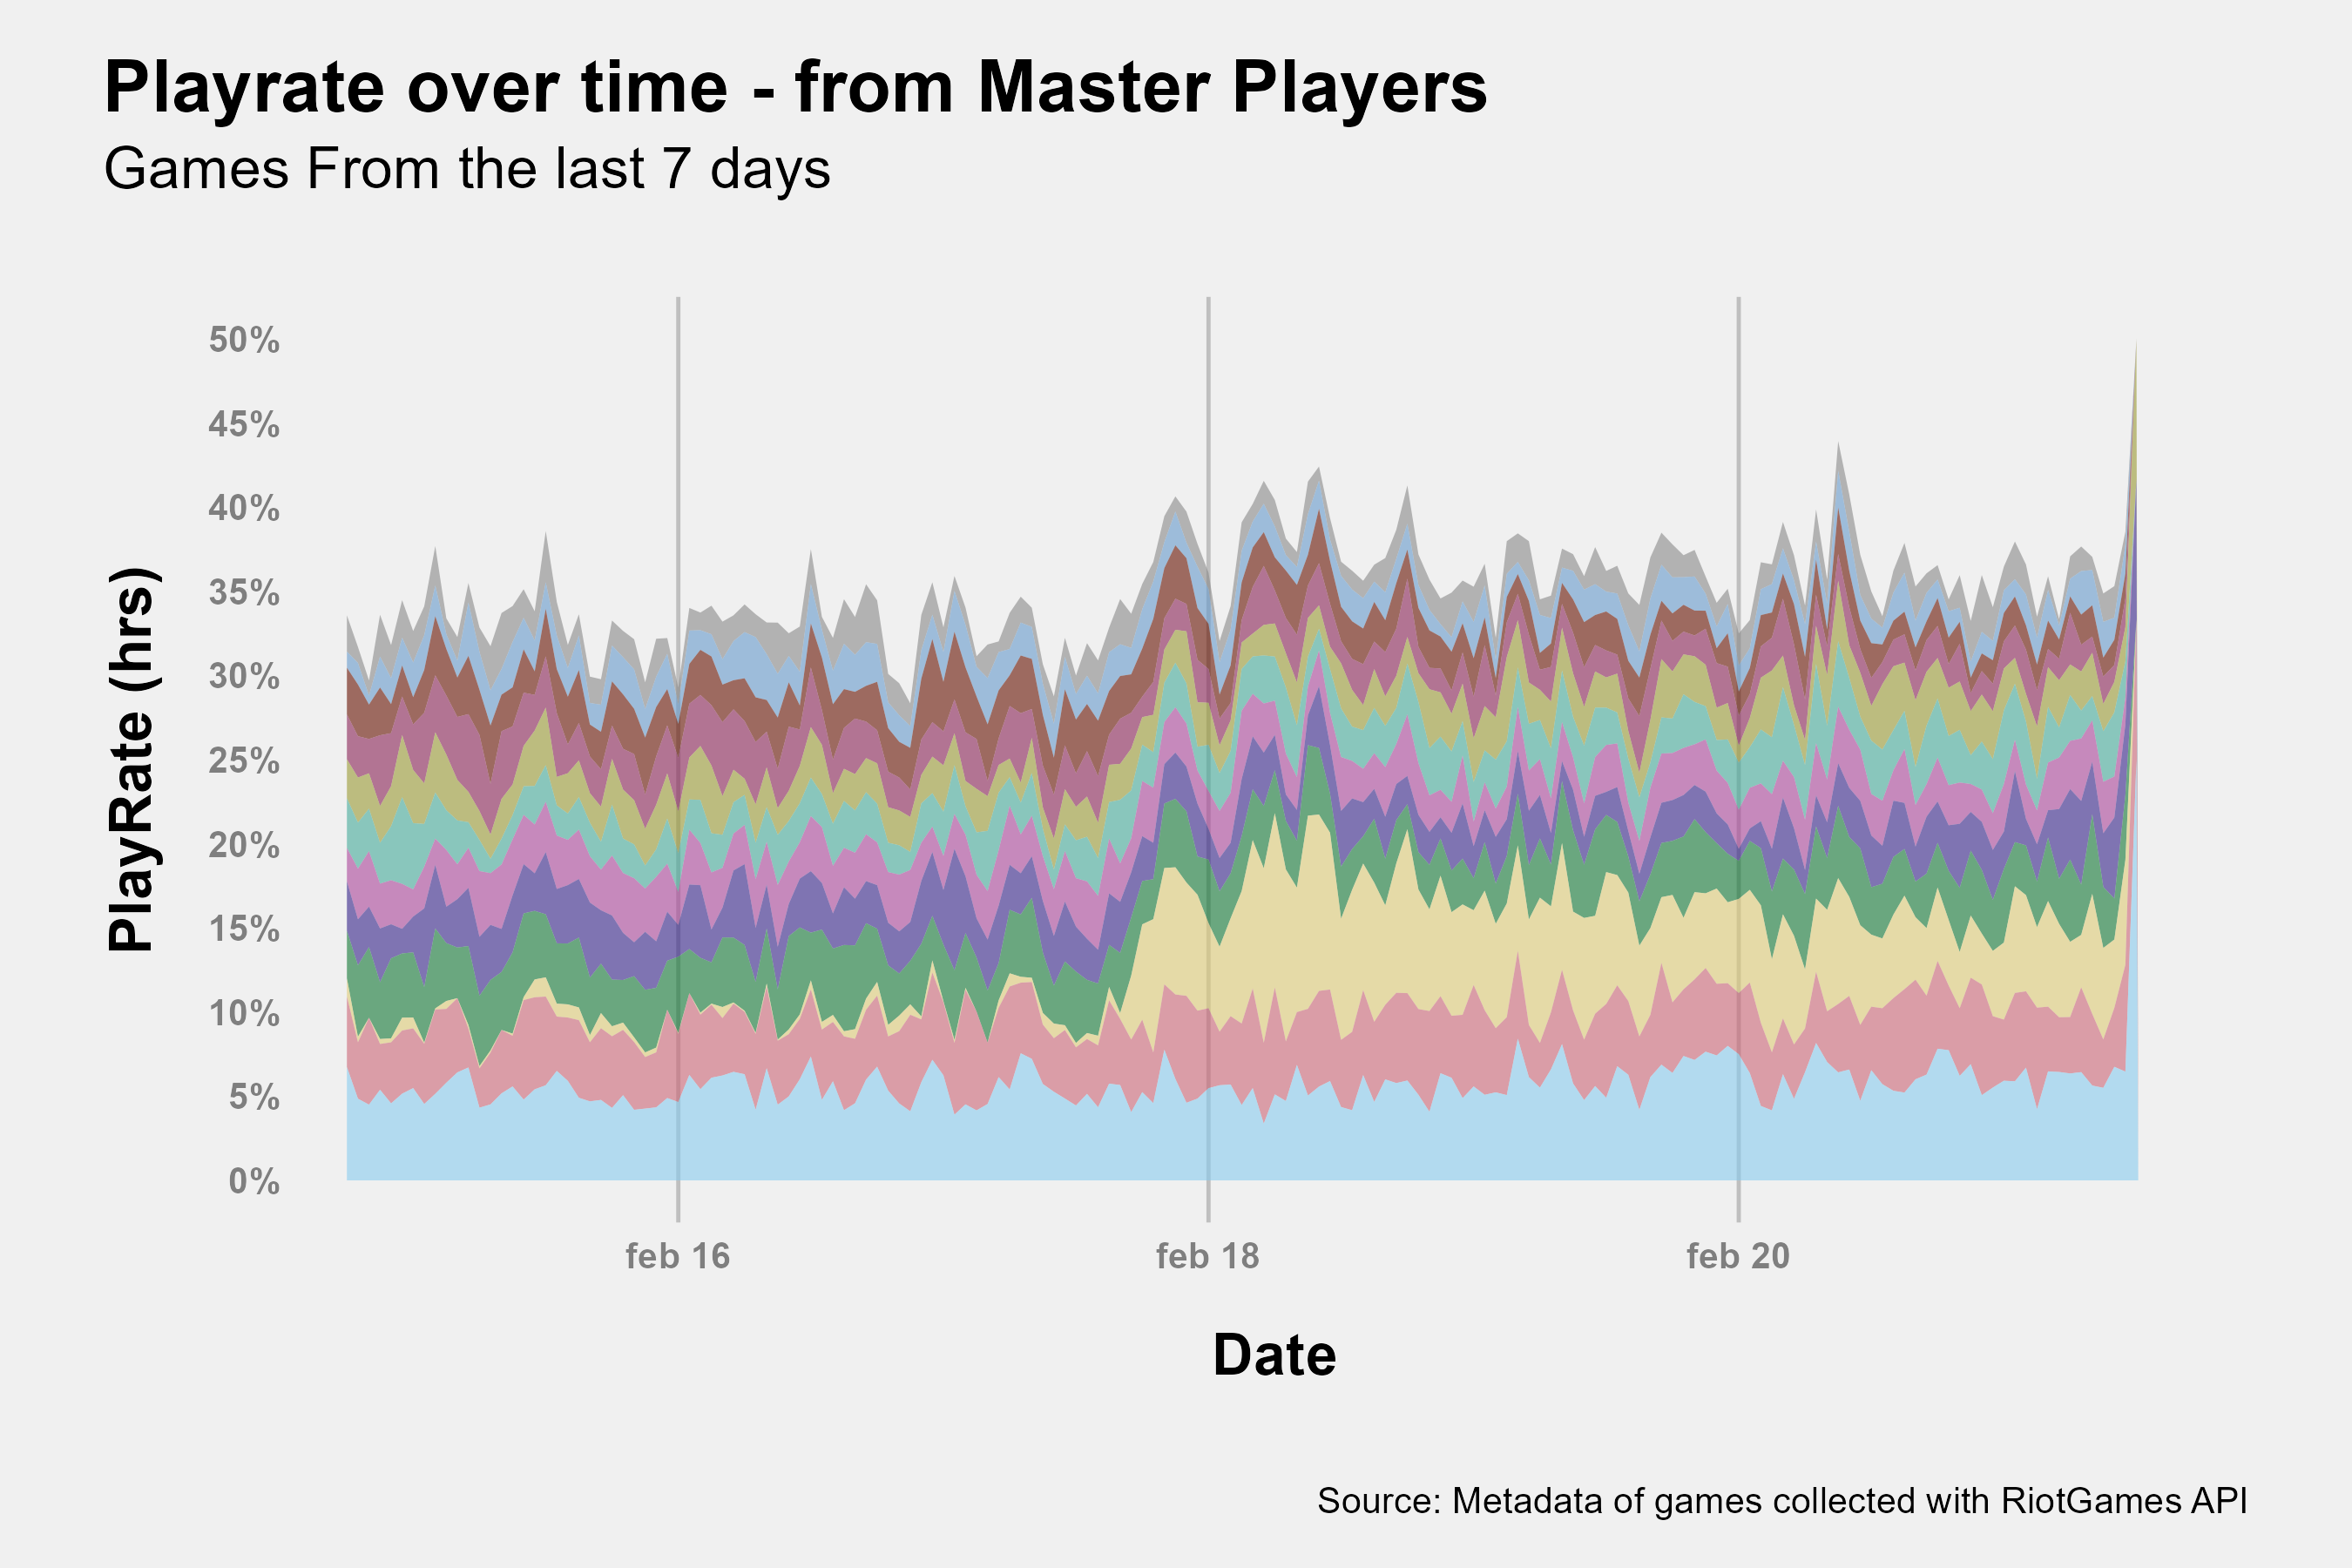 Playrate over time - from Master Players
Games From the last 7 days
PlayRate (hrs)
50%
45%
40%
35%
30%
25%
20%
15%
10%
5%
0%
feb 16
feb 18
feb 20
Date
Source: Metadata of games collected with RiotGames API